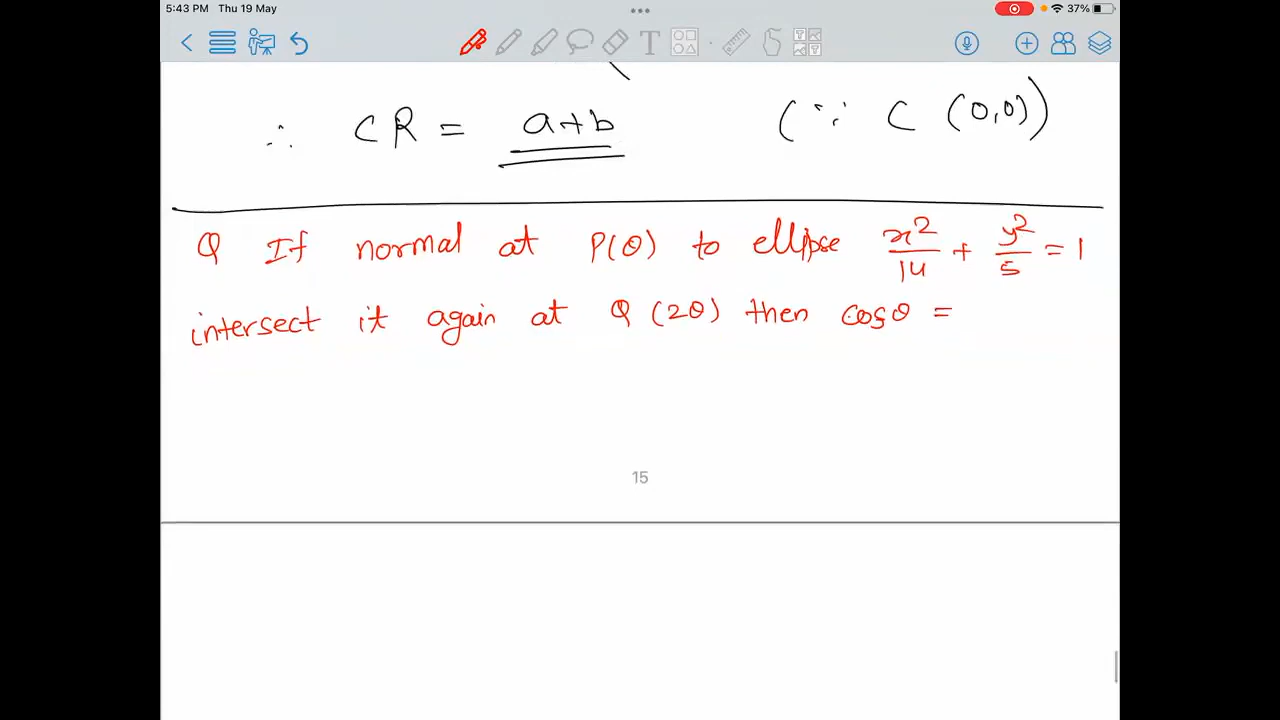 5:43 PM Thu 19 May
37%
T
∴ CR = a+b (∵ C (0,0))
Q If normal at P(θ) to ellipse x²/14 + y²/5 = 1
intersect it again at Q (2θ) then cosθ =
15